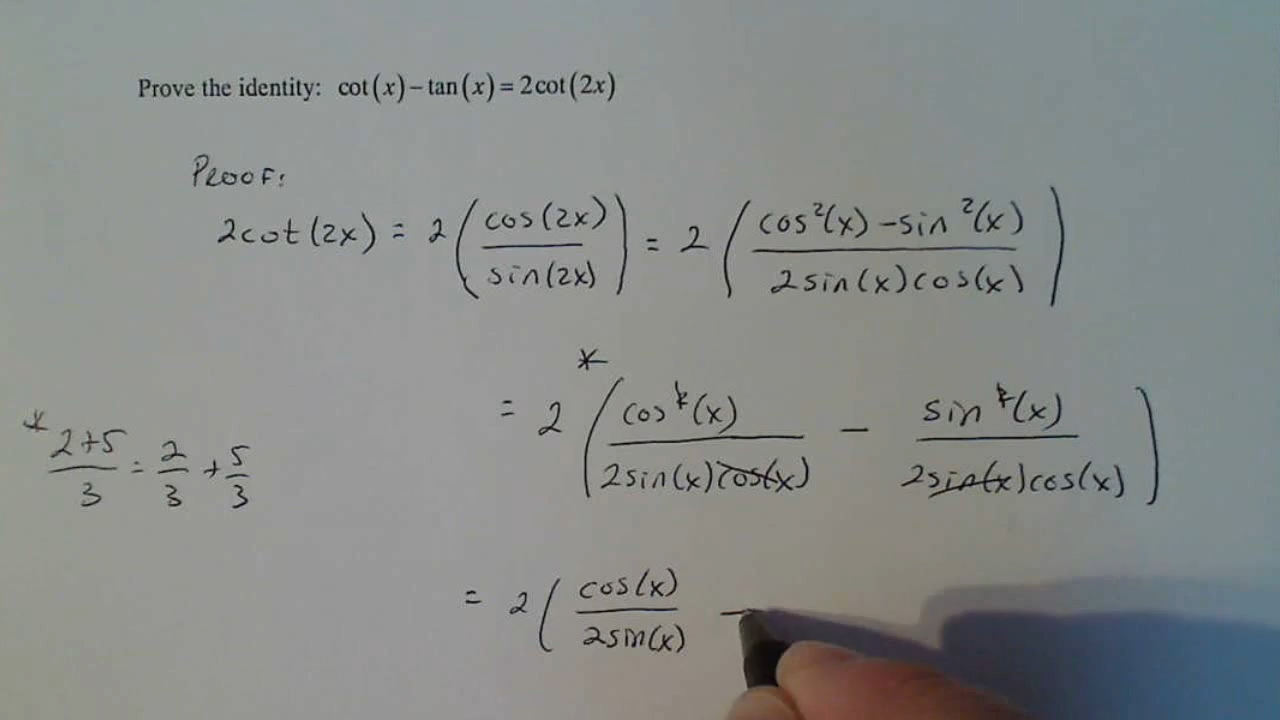 Prove the identity: cot(x) − tan(x) = 2cot(2x)
Proof:
2cot(2x) = 2(cos(2x)/sin(2x)) = 2((cos²(x) − sin²(x))/(2sin(x)cos(x)))
*
= 2(cos²(x)/(2sin(x)cos(x)) − sin²(x)/(2sin(x)cos(x)))
* (2+5)/3 = 2/3 + 5/3
= 2(cos(x)/(2sin(x)) −